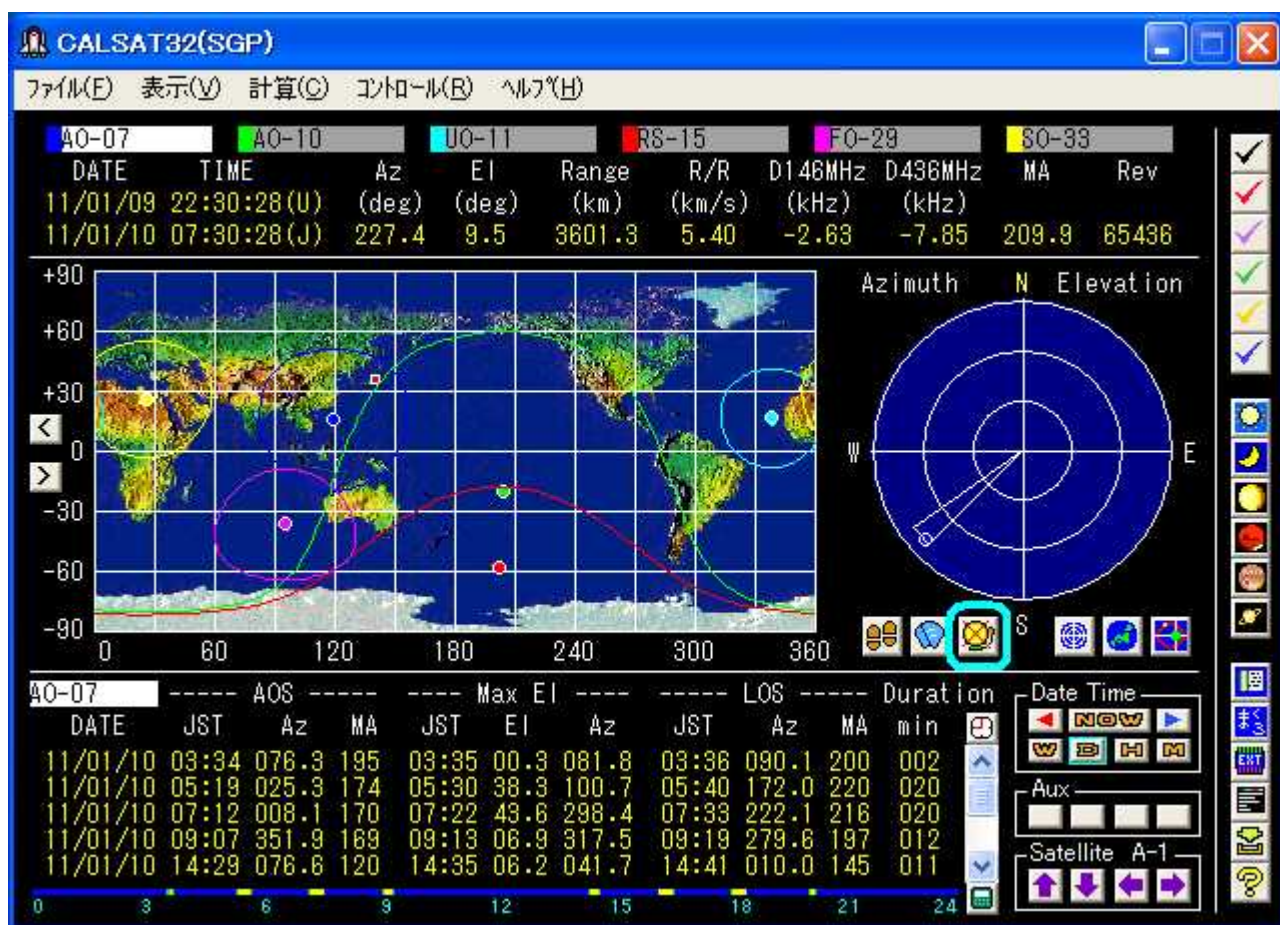 CALSAT32(SGP)
ファイル(F) 表示(V) 計算(C) コントロール(R) ヘルプ(H)
AO-07 AO-10 UO-11 RS-15 FO-29 SO-33
DATE TIME Az El Range R/R D146MHz D436MHz MA Rev
11/01/09 22:30:28(U) (deg) (deg) (km) (km/s) (kHz) (kHz)
11/01/10 07:30:28(J) 227.4 9.5 3601.3 5.40 -2.63 -7.85 209.9 65436
+90
+60
+30
0
-30
-60
-90
< >
0 60 120 180 240 300 360
Azimuth N Elevation
W E
S
AO-07 ----- AOS ----- ---- Max El ---- ----- LOS ----- Duration
DATE JST Az MA JST El Az JST Az MA min
11/01/10 03:34 076.3 195 03:35 00.3 081.8 03:36 090.1 200 002
11/01/10 05:19 025.3 174 05:30 38.3 100.7 05:40 172.0 220 020
11/01/10 07:12 008.1 170 07:22 43.6 298.4 07:33 222.1 216 020
11/01/10 09:07 351.9 169 09:13 06.9 317.5 09:19 279.6 197 012
11/01/10 14:29 076.6 120 14:35 06.2 041.7 14:41 010.0 145 011
0 3 6 9 12 15 18 21 24
Date Time
NOW
W D H M
Aux
Satellite A-1
まくろ
EXT
?